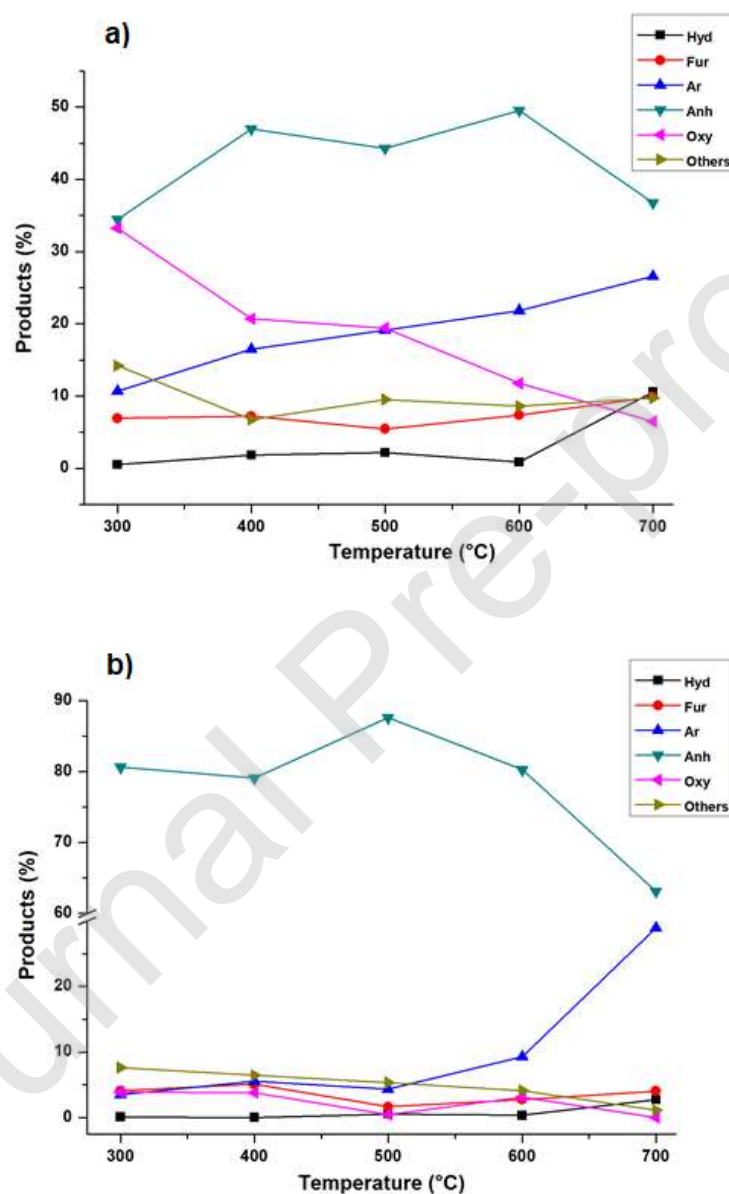 a)
Hyd
Fur
Ar
Anh
Oxy
Others
50
40
30
20
10
0
Products (%)
300 400 500 600 700
Temperature (°C)
b)
Hyd
Fur
Ar
Anh
Oxy
Others
90
80
70
60
20
10
0
Products (%)
300 400 500 600 700
Temperature (°C)
urnal Pre-pro